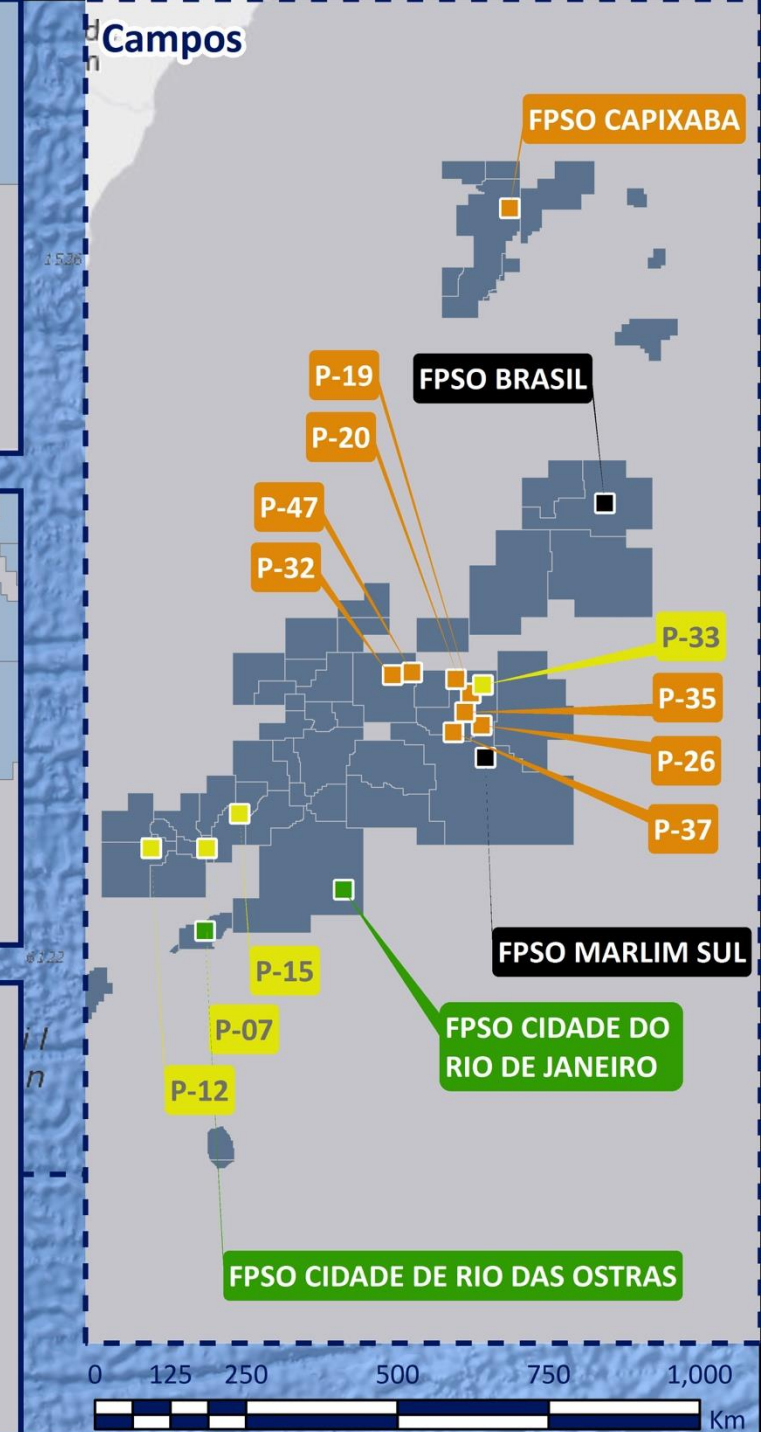 d
n
Campos
FPSO CAPIXABA
1526
P-19
FPSO BRASIL
P-20
P-47
P-32
P-33
P-35
P-26
P-37
FPSO MARLIM SUL
P-15
P-07
FPSO CIDADE DO
RIO DE JANEIRO
il
n
P-12
FPSO CIDADE DE RIO DAS OSTRAS
0 125 250 500 750 1,000
Km